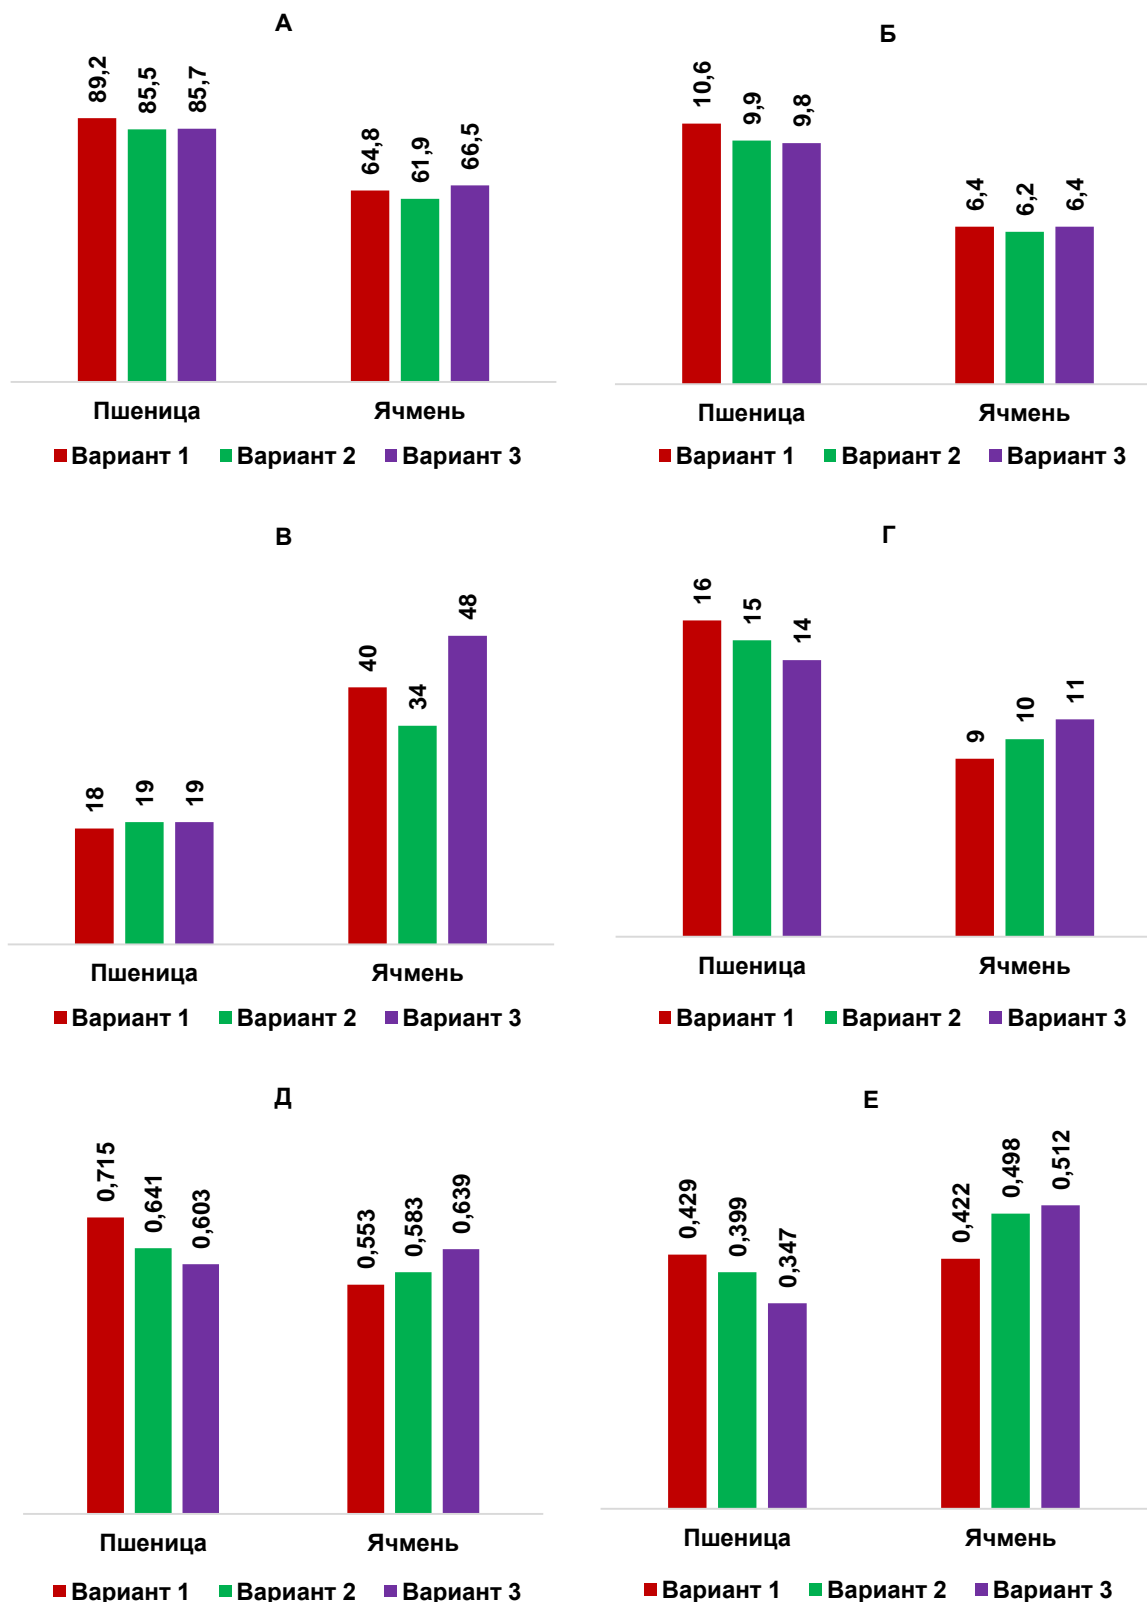 А
89,2 85,5 85,7 64,8 61,9 66,5
Пшеница Ячмень
Вариант 1 Вариант 2 Вариант 3
Б
10,6 9,9 9,8 6,4 6,2 6,4
Пшеница Ячмень
Вариант 1 Вариант 2 Вариант 3
В
18 19 19 40 34 48
Пшеница Ячмень
Вариант 1 Вариант 2 Вариант 3
Г
16 15 14 9 10 11
Пшеница Ячмень
Вариант 1 Вариант 2 Вариант 3
Д
0,715 0,641 0,603 0,553 0,583 0,639
Пшеница Ячмень
Вариант 1 Вариант 2 Вариант 3
Е
0,429 0,399 0,347 0,422 0,498 0,512
Пшеница Ячмень
Вариант 1 Вариант 2 Вариант 3